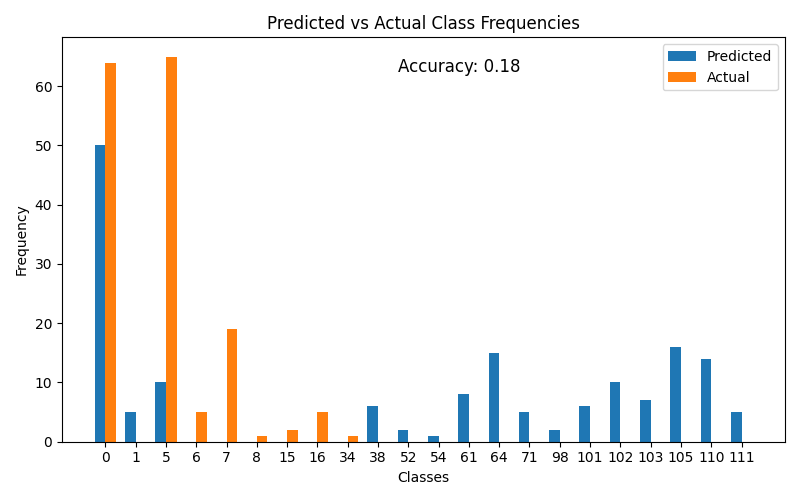 Predicted vs Actual Class Frequencies
Accuracy: 0.18
Predicted
Actual
Frequency
60
50
40
30
20
10
0
0 1 5 6 7 8 15 16 34 38 52 54 61 64 71 98 101 102 103 105 110 111
Classes